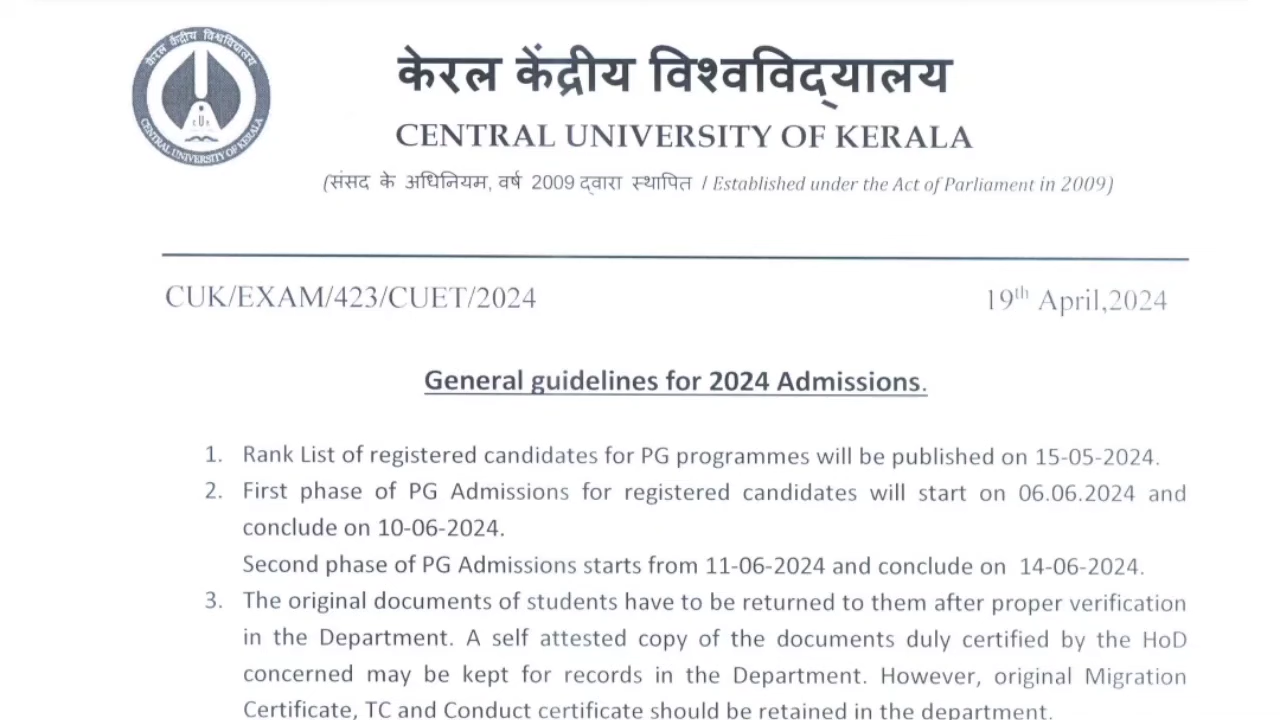 केरल केंद्रीय विश्वविद्यालय
CENTRAL UNIVERSITY OF KERALA
केरल केंद्रीय विश्वविद्यालय
CENTRAL UNIVERSITY OF KERALA
(संसद के अधिनियम, वर्ष 2009 द्वारा स्थापित / Established under the Act of Parliament in 2009)
CUK/EXAM/423/CUET/2024 19th April,2024
General guidelines for 2024 Admissions.
1. Rank List of registered candidates for PG programmes will be published on 15-05-2024.
2. First phase of PG Admissions for registered candidates will start on 06.06.2024 and
conclude on 10-06-2024.
Second phase of PG Admissions starts from 11-06-2024 and conclude on 14-06-2024.
3. The original documents of students have to be returned to them after proper verification
in the Department. A self attested copy of the documents duly certified by the HoD
concerned may be kept for records in the Department. However, original Migration
Certificate, TC and Conduct certificate should be retained in the department.